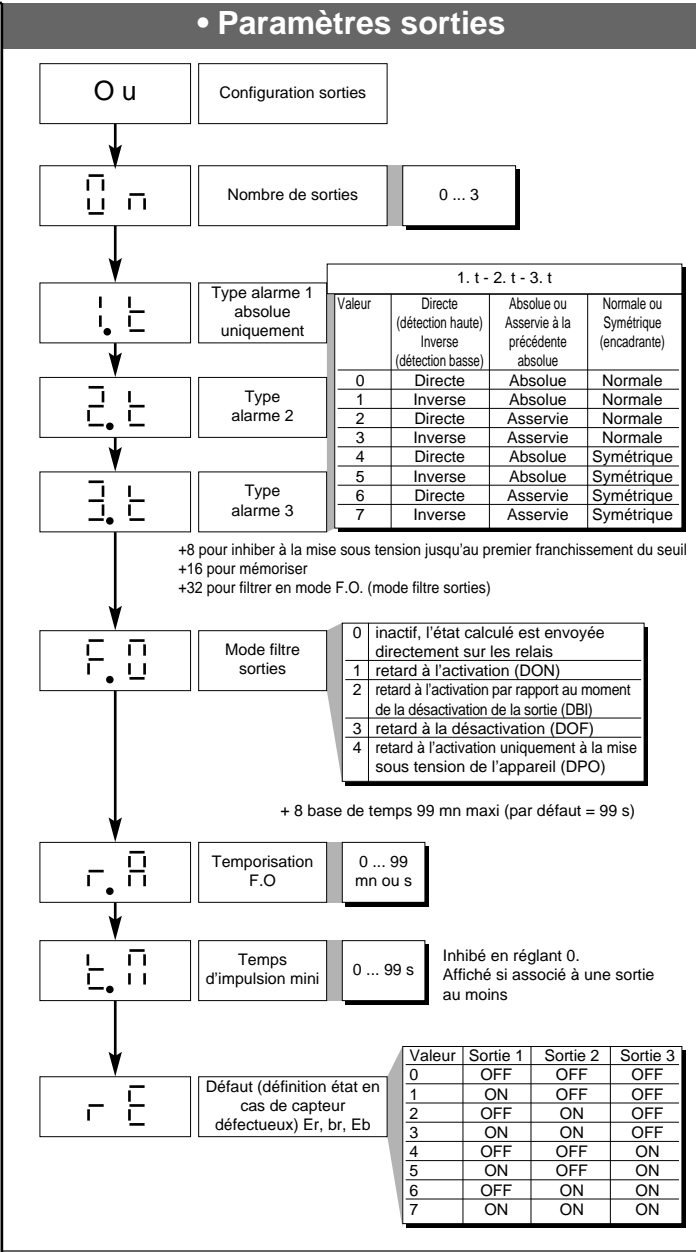 • Paramètres sorties
O u
Configuration sorties
0 n
Nombre de sorties
0 ... 3
1. t
Type alarme 1
absolue
uniquement
2. t
Type
alarme 2
3. t
Type
alarme 3
1. t - 2. t - 3. t
Valeur Directe Absolue ou Normale ou
(détection haute) Asservie à la Symétrique
Inverse précédente (encadrante)
(détection basse) absolue
0 Directe Absolue Normale
1 Inverse Absolue Normale
2 Directe Asservie Normale
3 Inverse Asservie Normale
4 Directe Absolue Symétrique
5 Inverse Absolue Symétrique
6 Directe Asservie Symétrique
7 Inverse Asservie Symétrique
+8 pour inhiber à la mise sous tension jusqu'au premier franchissement du seuil
+16 pour mémoriser
+32 pour filtrer en mode F.O. (mode filtre sorties)
F.0
Mode filtre
sorties
0 inactif, l'état calculé est envoyée
directement sur les relais
1 retard à l'activation (DON)
2 retard à l'activation par rapport au moment
de la désactivation de la sortie (DBI)
3 retard à la désactivation (DOF)
4 retard à l'activation uniquement à la mise
sous tension de l'appareil (DPO)
+ 8 base de temps 99 mn maxi (par défaut = 99 s)
r.A
Temporisation
F.O
0 ... 99
mn ou s
t.M
Temps
d'impulsion mini
0 ... 99 s
Inhibé en réglant 0.
Affiché si associé à une sortie
au moins
r E
Défaut (définition état en
cas de capteur
défectueux) Er, br, Eb
Valeur Sortie 1 Sortie 2 Sortie 3
0 OFF OFF OFF
1 ON OFF OFF
2 OFF ON OFF
3 ON ON OFF
4 OFF OFF ON
5 ON OFF ON
6 OFF ON ON
7 ON ON ON